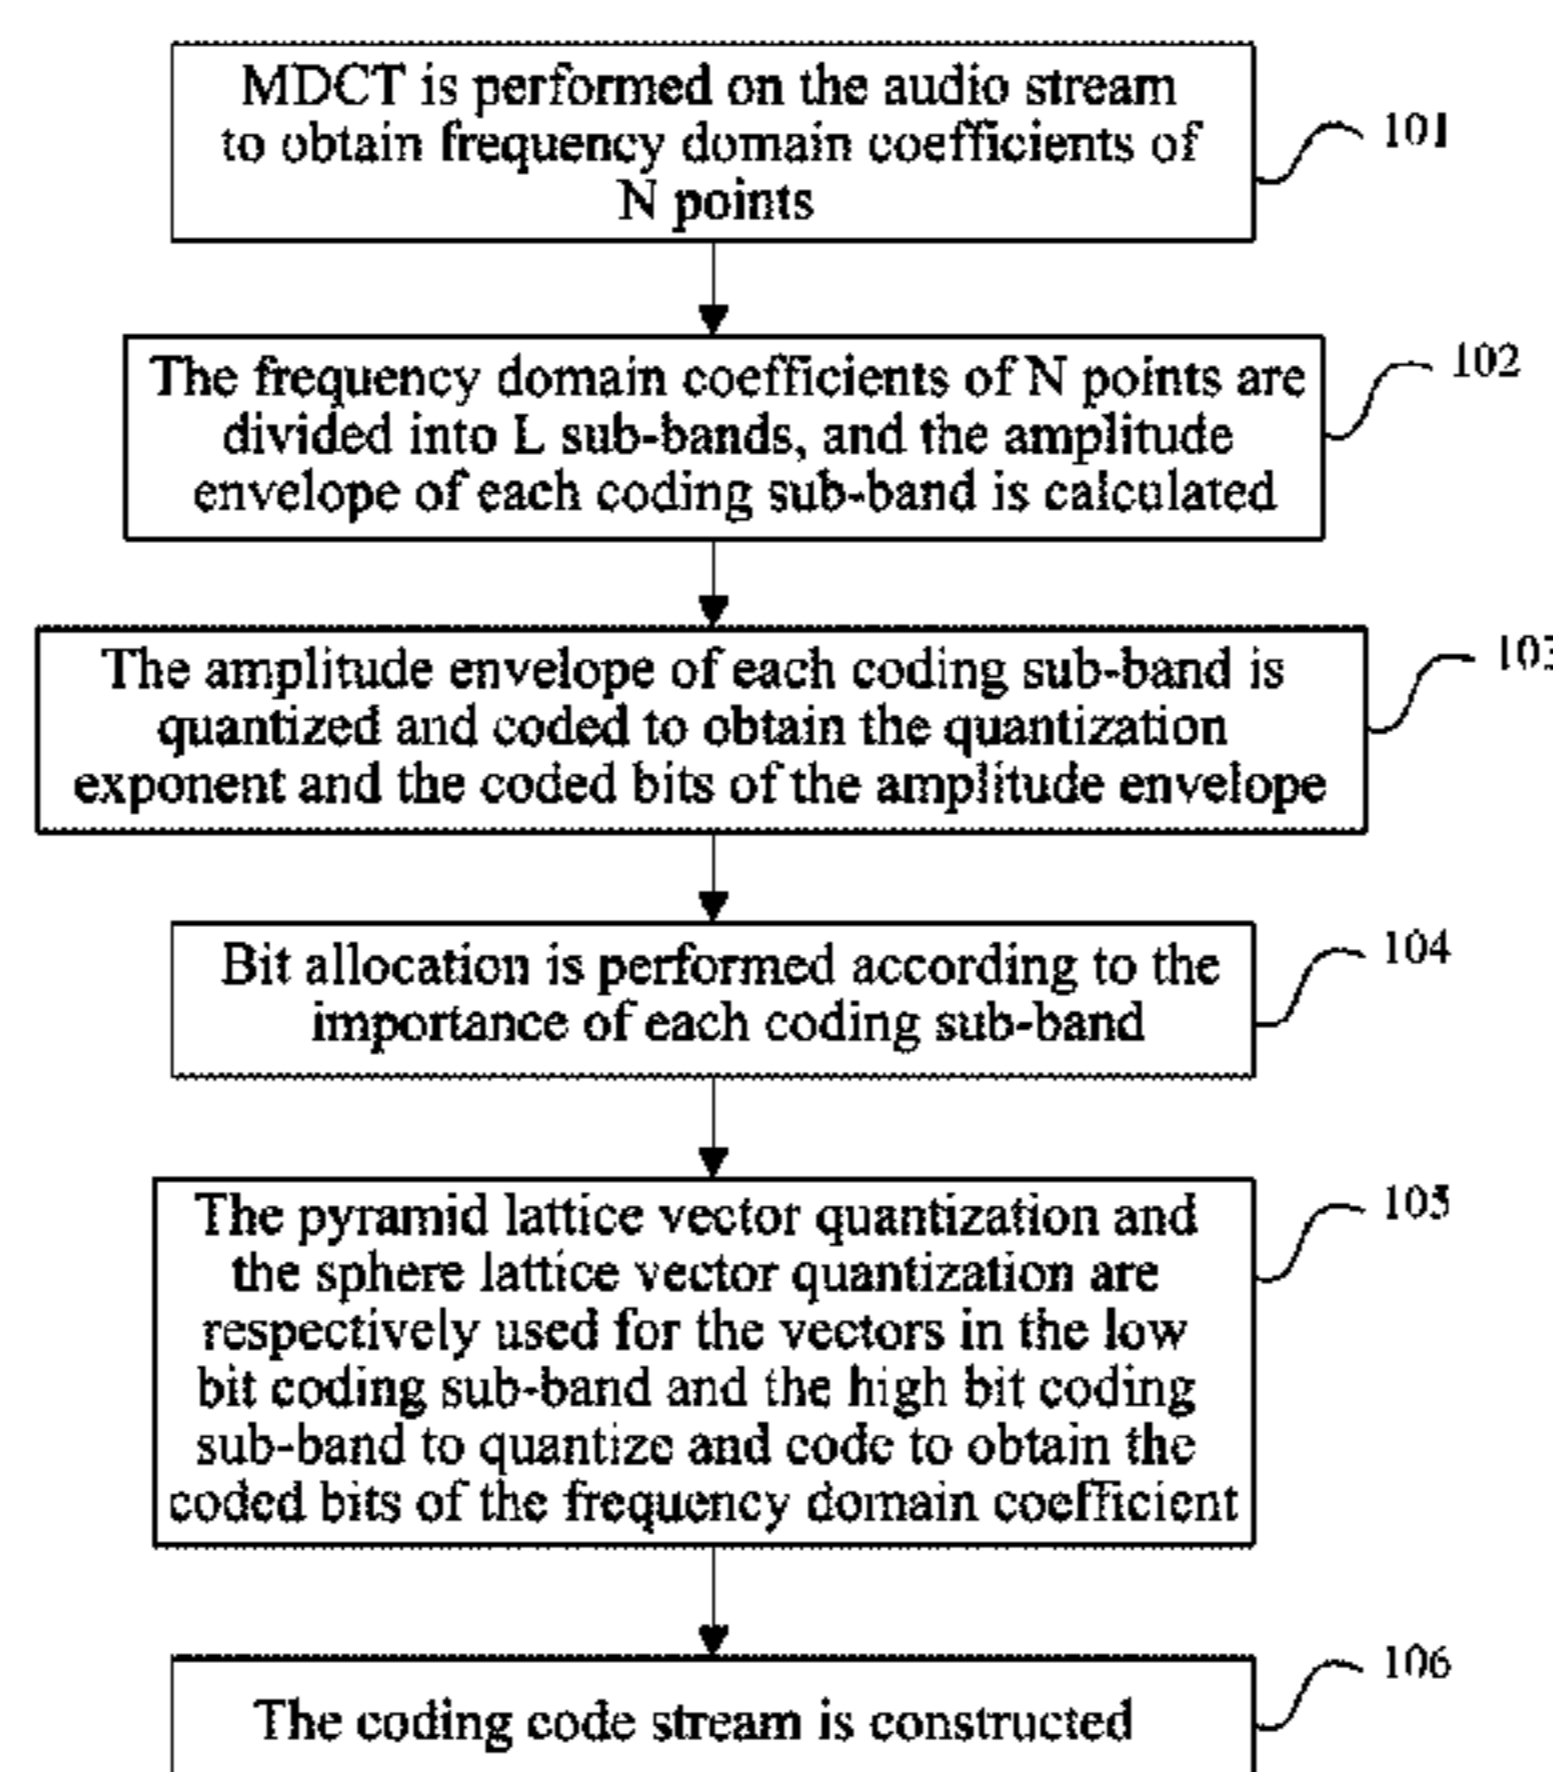 MDCT is performed on the audio stream
to obtain frequency domain coefficients of
N points
101
The frequency domain coefficients of N points are
divided into L sub-bands, and the amplitude
envelope of each coding sub-band is calculated
102
The amplitude envelope of each coding sub-band is
quantized and coded to obtain the quantization
exponent and the coded bits of the amplitude envelope
103
Bit allocation is performed according to the
importance of each coding sub-band
104
The pyramid lattice vector quantization and
the sphere lattice vector quantization are
respectively used for the vectors in the low
bit coding sub-band and the high bit coding
sub-band to quantize and code to obtain the
coded bits of the frequency domain coefficient
105
The coding code stream is constructed
106